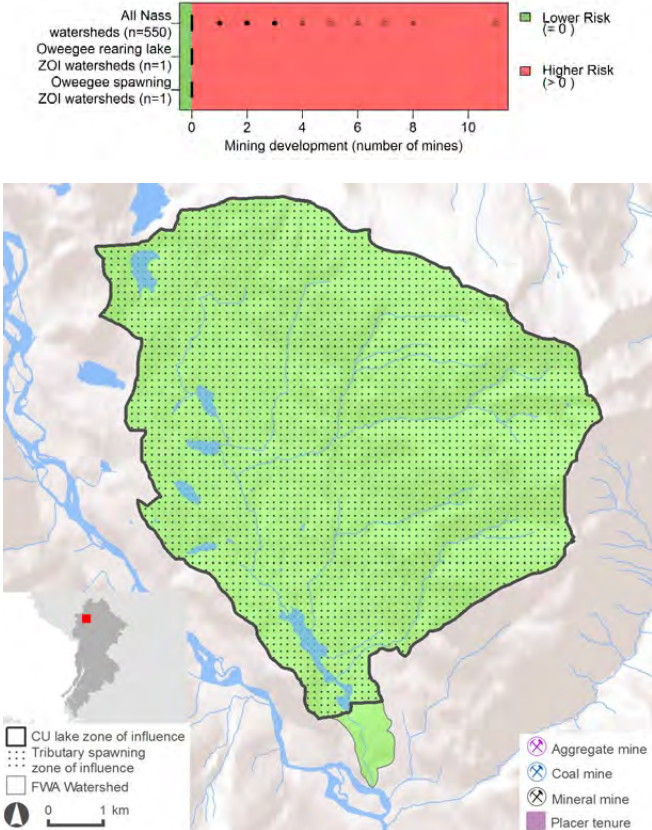 All Nass
watersheds (n=550)
Oweegee rearing lake
ZOI watersheds (n=1)
Oweegee spawning
ZOI watersheds (n=1)
0 2 4 6 8 10
Mining development (number of mines)
Lower Risk
(= 0 )
Higher Risk
(> 0 )
CU lake zone of influence
Tributary spawning
zone of influence
FWA Watershed
0 1 km
Aggregate mine
Coal mine
Mineral mine
Placer tenure